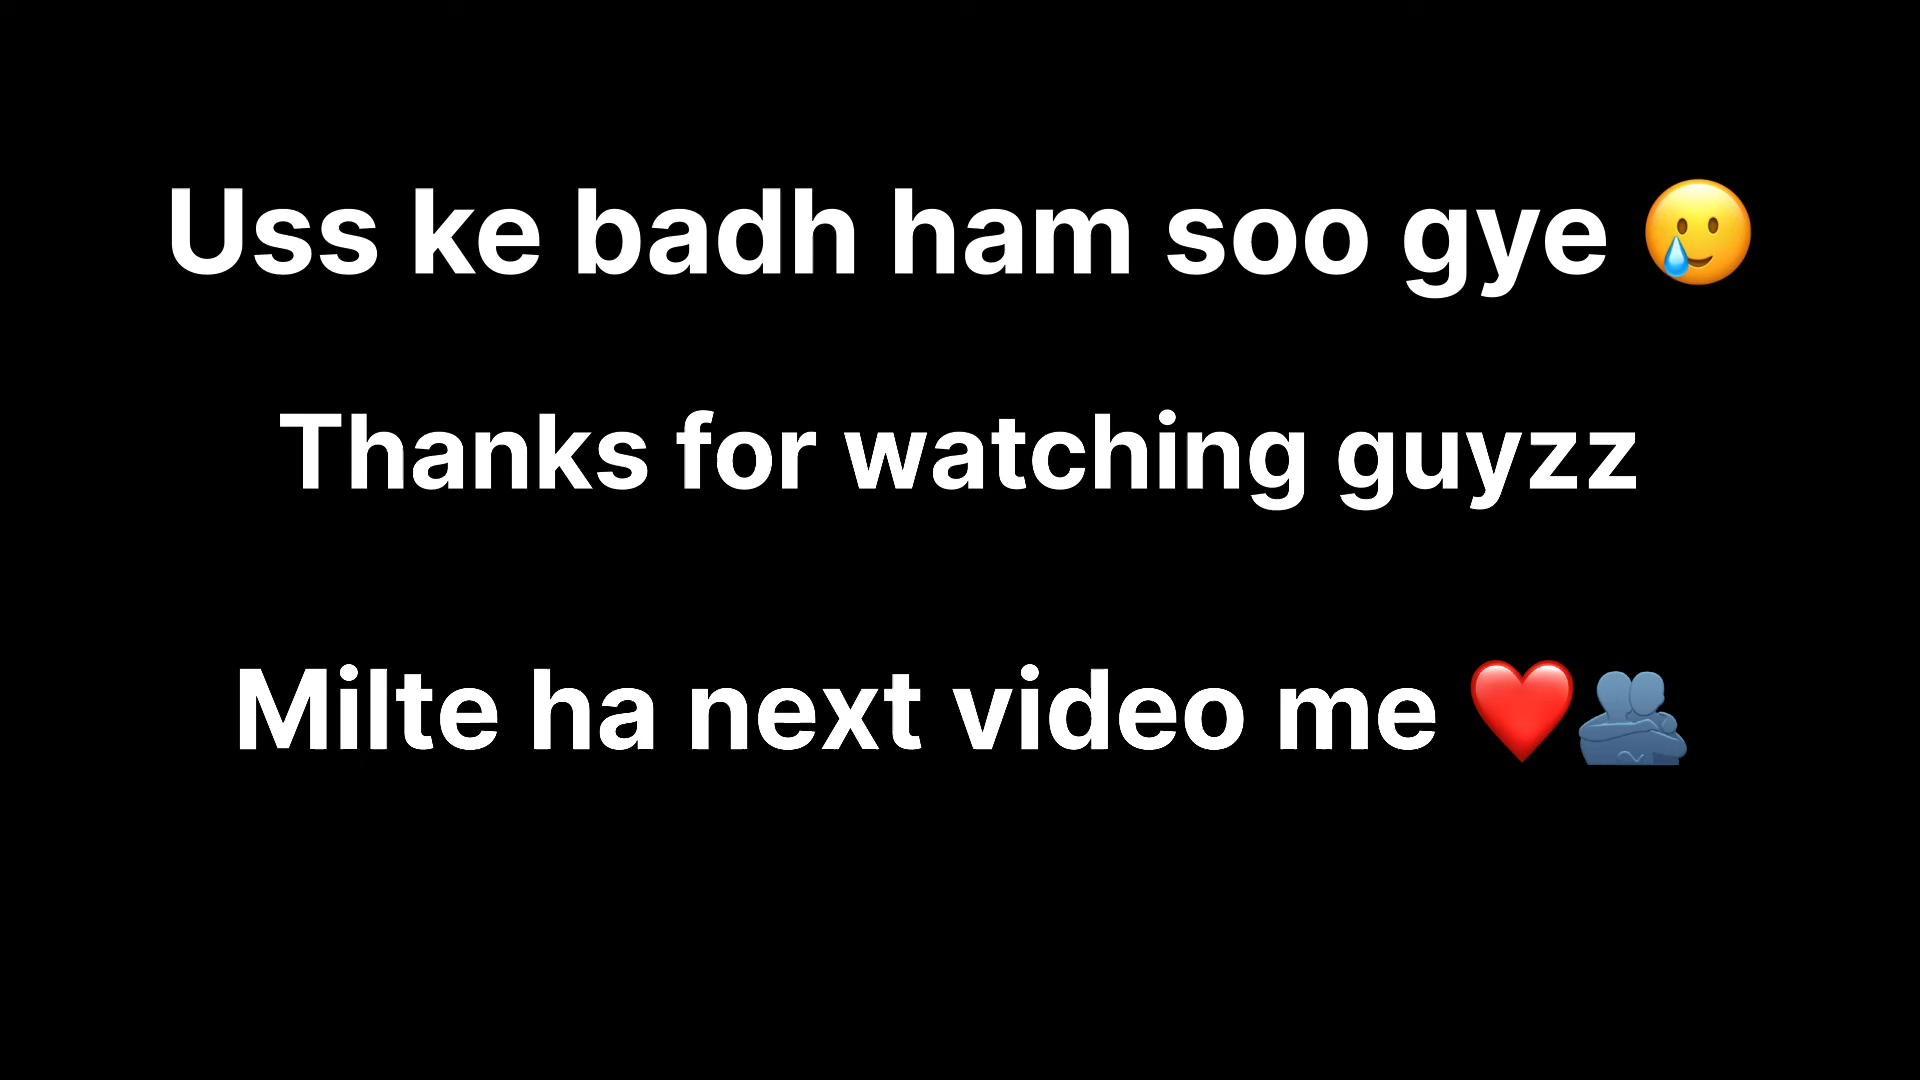 Uss ke badh ham soo gye 🥲
Thanks for watching guyzz
Milte ha next video me ❤️🫂